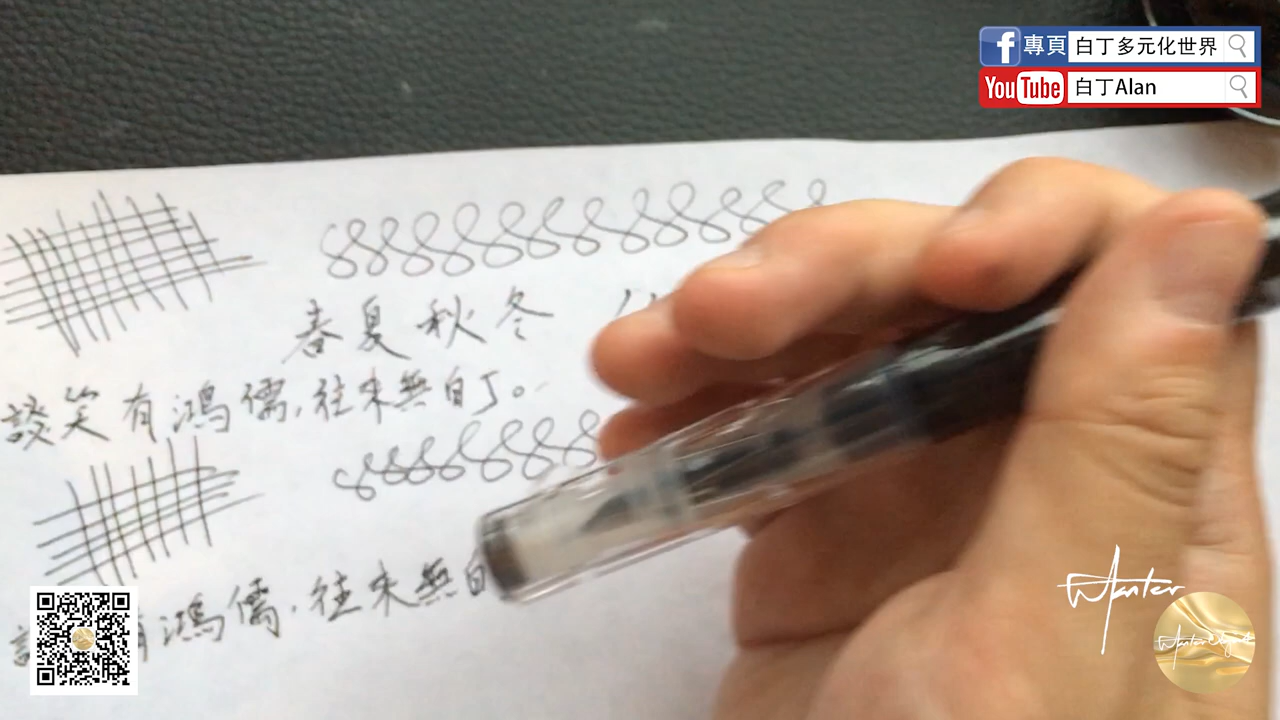 專頁 白丁多元化世界
YouTube 白丁Alan
春夏秋冬
談笑有鴻儒,往來無白丁。
鴻儒,往來無白
Wanter